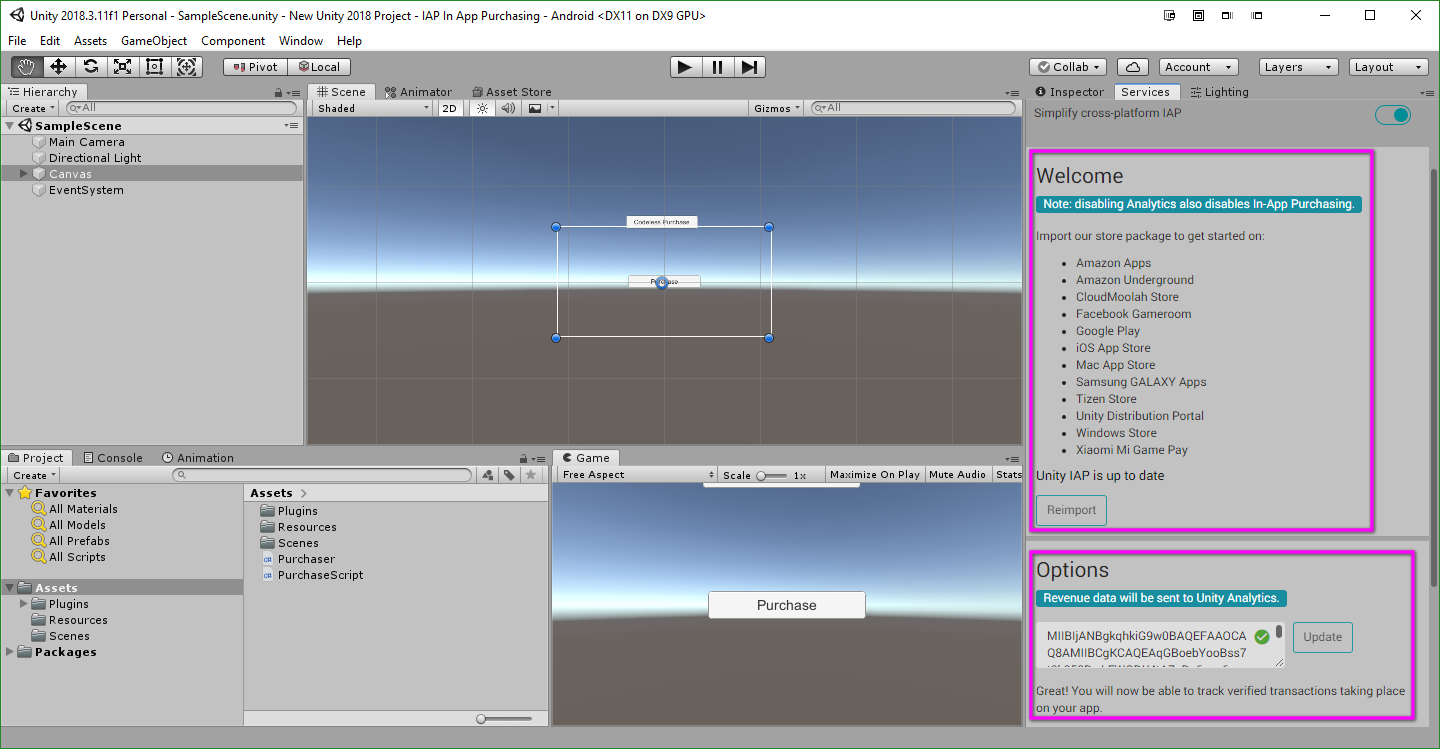 Unity 2018.3.11f1 Personal - SampleScene.unity - New Unity 2018 Project - IAP In App Purchasing - Android <DX11 on DX9 GPU>
File Edit Assets GameObject Component Window Help
Pivot Local Collab Account Layers Layout
Hierarchy
Create All
SampleScene
Main Camera
Directional Light
Canvas
EventSystem
Scene Animator Asset Store
Shaded 2D Gizmos All
Codeless Purchase
Purchase
Inspector Services Lighting
Simplify cross-platform IAP
Welcome
Note: disabling Analytics also disables In-App Purchasing.
Import our store package to get started on:
Amazon Apps
Amazon Underground
CloudMoolah Store
Facebook Gameroom
Google Play
iOS App Store
Mac App Store
Samsung GALAXY Apps
Tizen Store
Unity Distribution Portal
Windows Store
Xiaomi Mi Game Pay
Unity IAP is up to date
Reimport
Options
Revenue data will be sent to Unity Analytics.
MIIBIjANBgkqhkiG9w0BAQEFAAOCA
Q8AMIIBCgKCAQEAqGBoebYooBss7
Update
Great! You will now be able to track verified transactions taking place
on your app.
Project Console Animation
Create
Favorites
All Materials
All Models
All Prefabs
All Scripts
Assets
Plugins
Resources
Scenes
Packages
Assets
Plugins
Resources
Scenes
Purchaser
PurchaseScript
Game
Free Aspect Scale 1x Maximize On Play Mute Audio Stats
Purchase